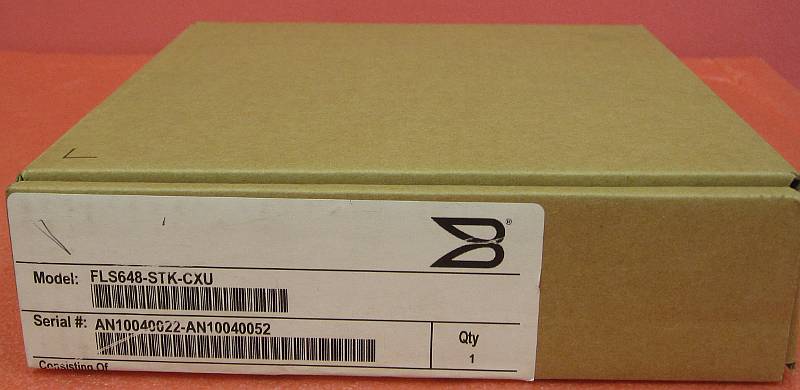 ®
Model: FLS648-STK-CXU
Serial #: AN10040022-AN10040052
Qty
1
Consisting Of